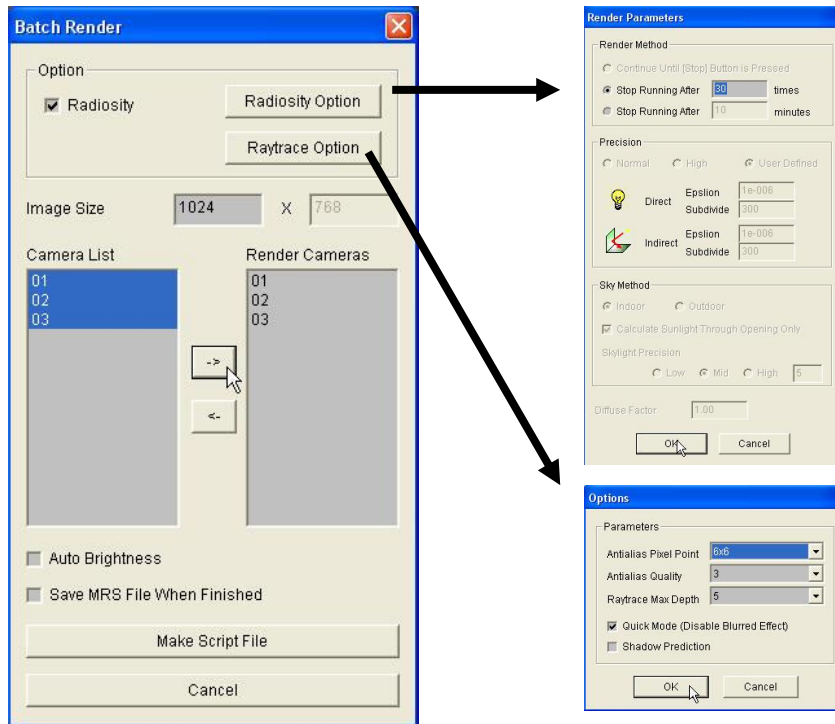 Batch Render
Option
Radiosity
Radiosity Option
Raytrace Option
Image Size 1024 X 768
Camera List
01
02
03
->
<-
Render Cameras
01
02
03
Auto Brightness
Save MRS File When Finished
Make Script File
Cancel
Render Parameters
Render Method
Continue Until [Stop] Button is Pressed
Stop Running After 30 times
Stop Running After 10 minutes
Precision
Normal High User Defined
Direct
Epslion 1e-006
Subdivide 300
Indirect
Epslion 1e-006
Subdivide 300
Sky Method
Indoor Outdoor
Calculate Sunlight Through Opening Only
Skylight Precision
Low Mid High 5
Diffuse Factor 1.00
OK Cancel
Options
Parameters
Antialias Pixel Point 6x6
Antialias Quality 3
Raytrace Max Depth 5
Quick Mode (Disable Blurred Effect)
Shadow Prediction
OK Cancel